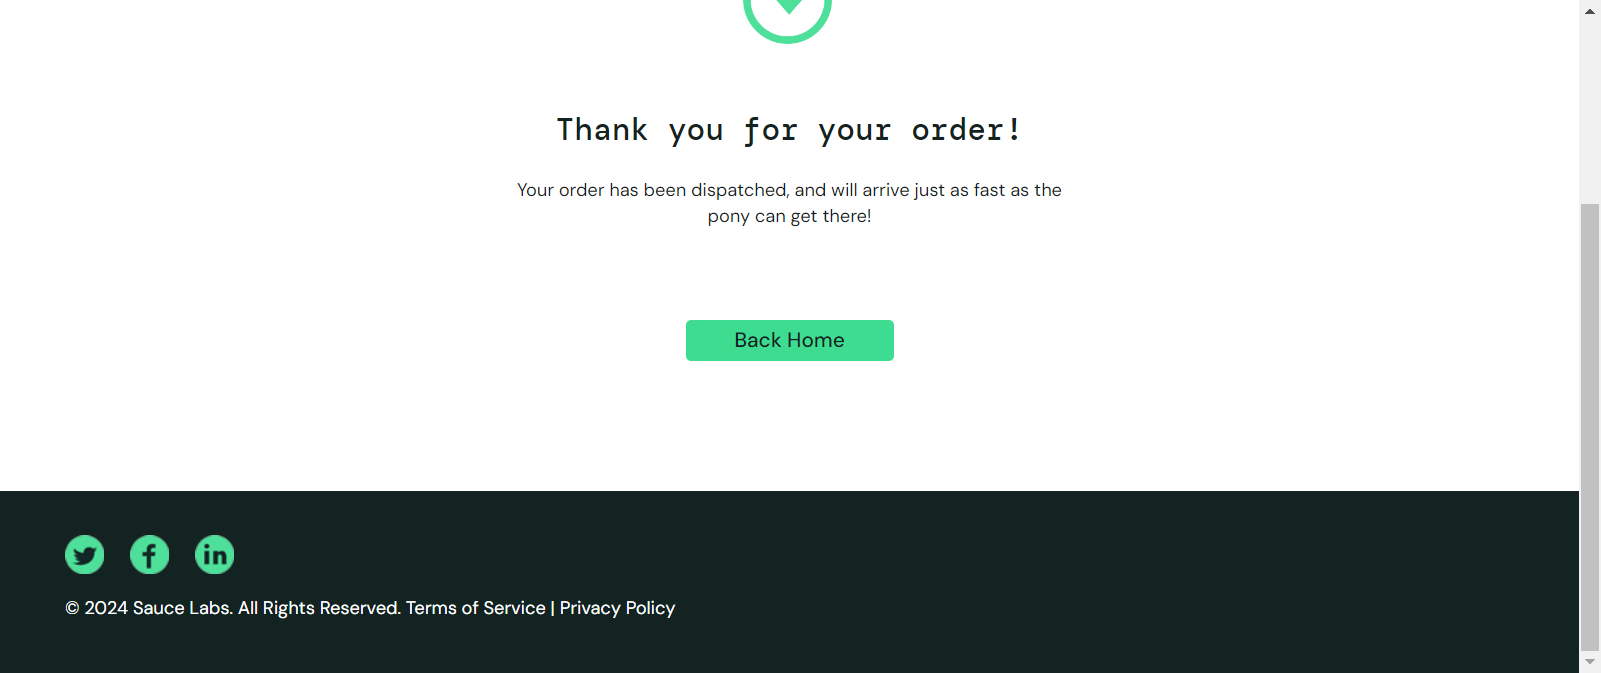 Thank you for your order!
Your order has been dispatched, and will arrive just as fast as the
pony can get there!
Back Home
© 2024 Sauce Labs. All Rights Reserved. Terms of Service | Privacy Policy